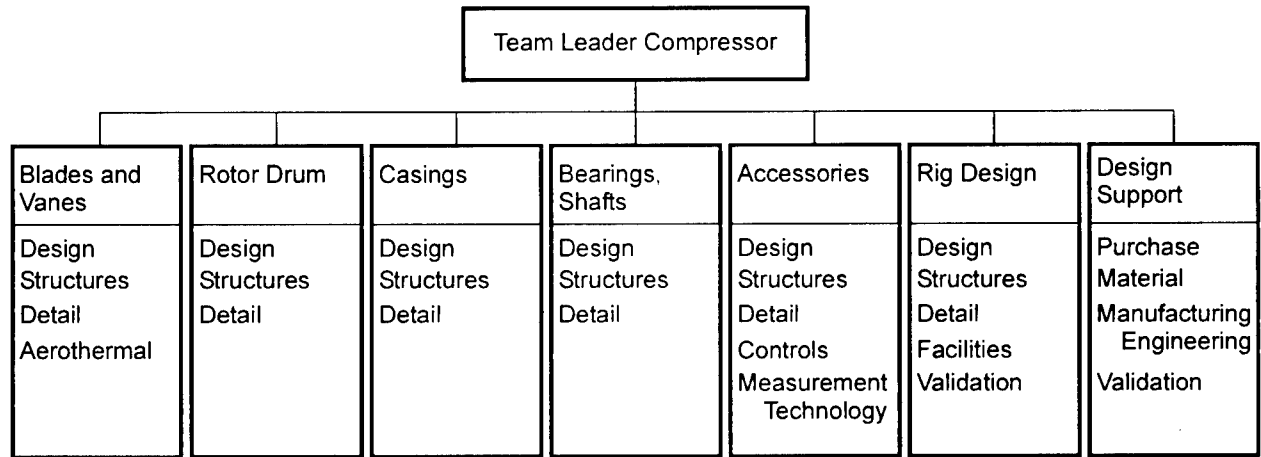 Team Leader Compressor
Blades and
Vanes
Design
Structures
Detail
Aerothermal
Rotor Drum
Design
Structures
Detail
Casings
Design
Structures
Detail
Bearings,
Shafts
Design
Structures
Detail
Accessories
Design
Structures
Detail
Controls
Measurement
Technology
Rig Design
Design
Structures
Detail
Facilities
Validation
Design
Support
Purchase
Material
Manufacturing
Engineering
Validation